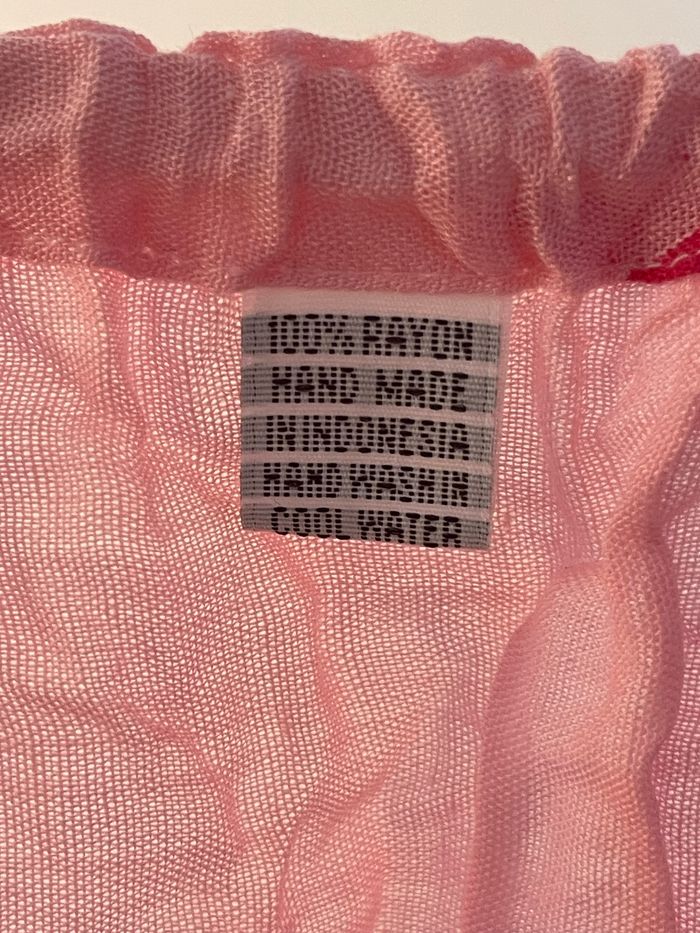 100% RAYON
HAND MADE
IN INDONESIA
HAND WASH IN
COOL WATER